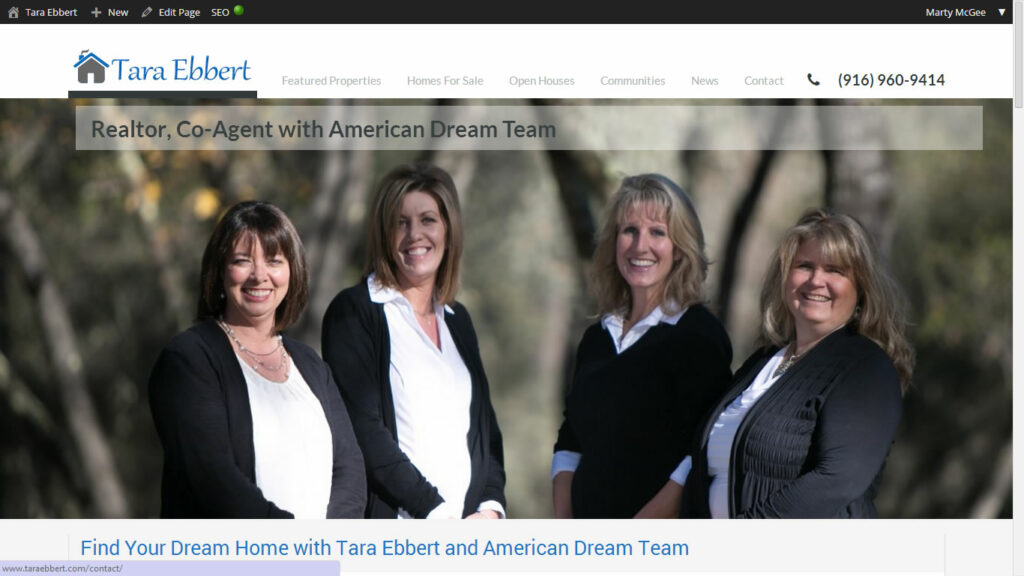 Tara Ebbert New Edit Page SEO Marty McGee ▼
Tara Ebbert
Featured Properties Homes For Sale Open Houses Communities News Contact (916) 960-9414
Realtor, Co-Agent with American Dream Team
Find Your Dream Home with Tara Ebbert and American Dream Team
www.taraebbert.com/contact/